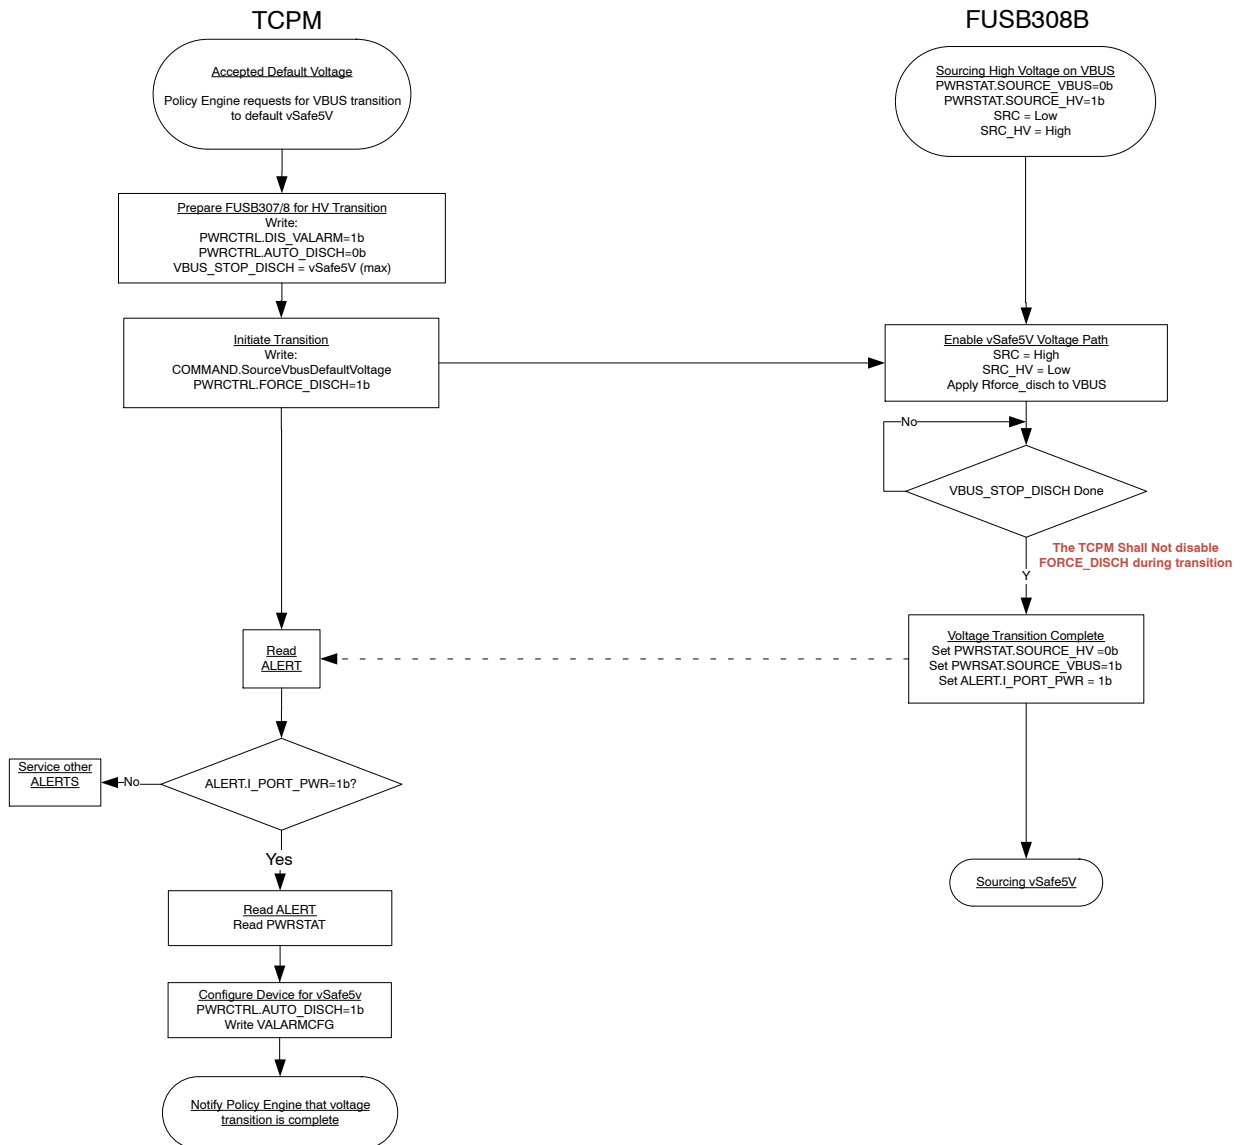 TCPM
Accepted Default Voltage
Policy Engine requests for VBUS transition
to default vSafe5V
Prepare FUSB307/8 for HV Transition
Write:
PWRCTRL.DIS_VALARM=1b
PWRCTRL.AUTO_DISCH=0b
VBUS_STOP_DISCH = vSafe5V (max)
Initiate Transition
Write:
COMMAND.SourceVbusDefaultVoltage
PWRCTRL.FORCE_DISCH=1b
Read
ALERT
ALERT.I_PORT_PWR=1b?
No
Service other
ALERTS
Yes
Read ALERT
Read PWRSTAT
Configure Device for vSafe5v
PWRCTRL.AUTO_DISCH=1b
Write VALARMCFG
Notify Policy Engine that voltage
transition is complete
FUSB308B
Sourcing High Voltage on VBUS
PWRSTAT.SOURCE_VBUS=0b
PWRSTAT.SOURCE_HV=1b
SRC = Low
SRC_HV = High
Enable vSafe5V Voltage Path
SRC = High
SRC_HV = Low
Apply Rforce_disch to VBUS
No
VBUS_STOP_DISCH Done
The TCPM Shall Not disable
FORCE_DISCH during transition
Y
Voltage Transition Complete
Set PWRSTAT.SOURCE_HV =0b
Set PWRSAT.SOURCE_VBUS=1b
Set ALERT.I_PORT_PWR = 1b
Sourcing vSafe5V